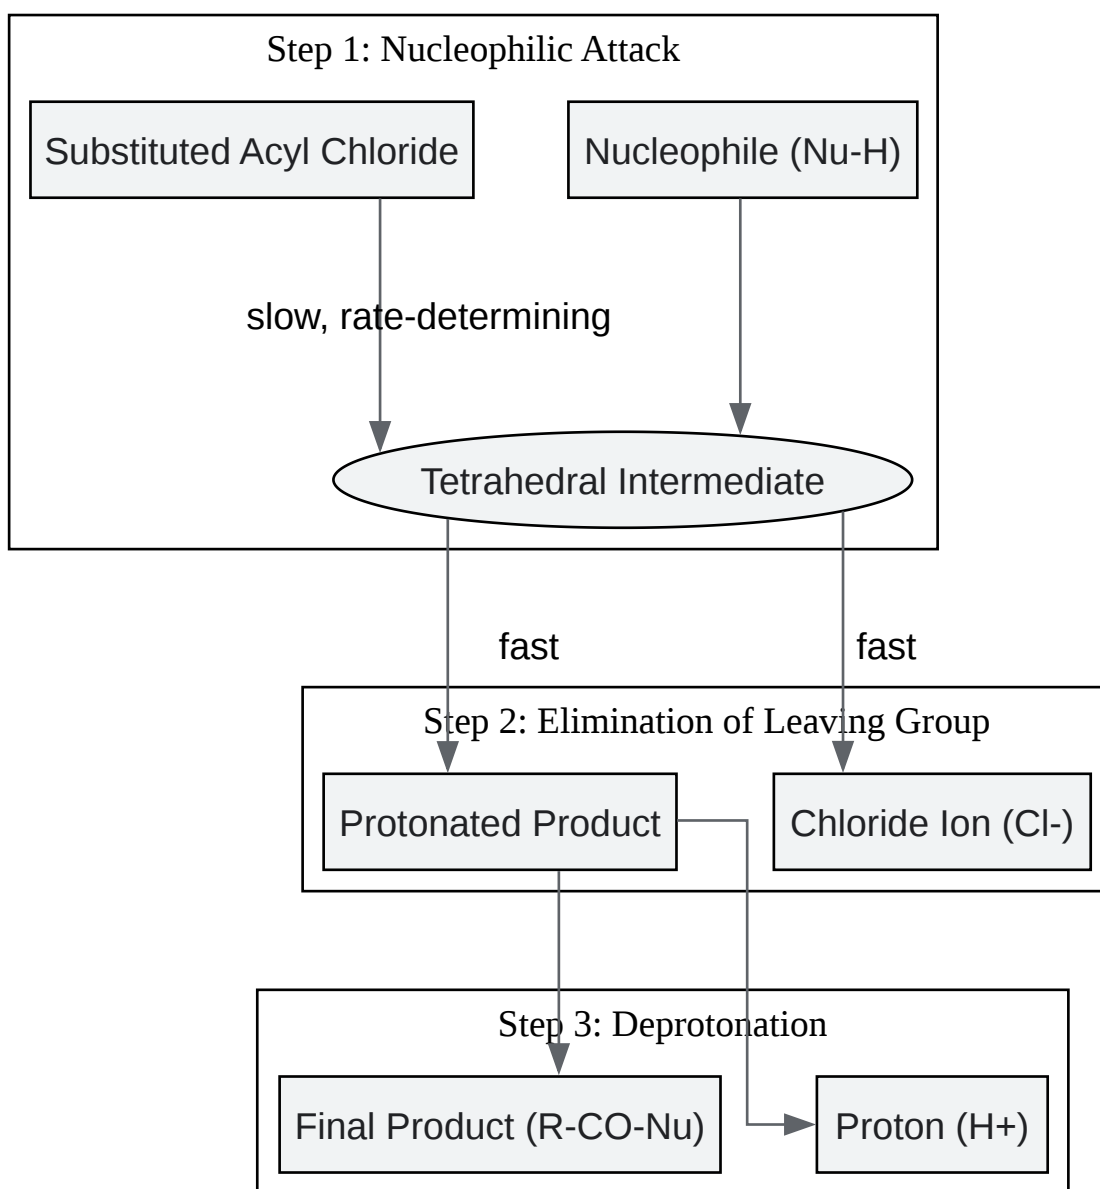 Step 1: Nucleophilic Attack
Substituted Acyl Chloride
Nucleophile (Nu-H)
slow, rate-determining
Tetrahedral Intermediate
fast
fast
Step 2: Elimination of Leaving Group
Protonated Product
Chloride Ion (Cl-)
Step 3: Deprotonation
Final Product (R-CO-Nu)
Proton (H+)